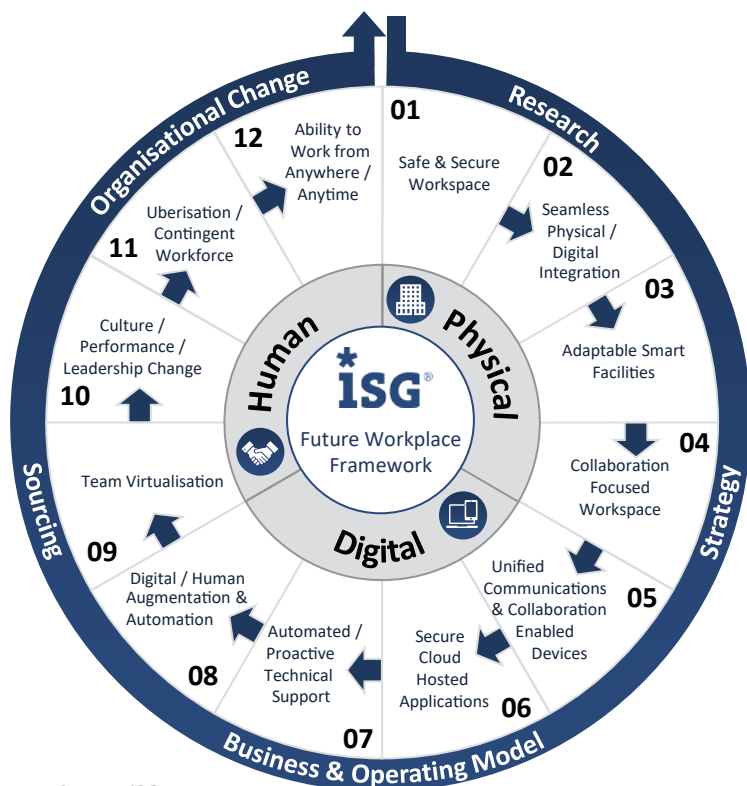 Organisational Change
Research
Strategy
Business & Operating Model
Sourcing
01
Safe & Secure
Workspace
02
Seamless
Physical /
Digital
Integration
03
Adaptable Smart
Facilities
04
Collaboration
Focused
Workspace
05
Unified
Communications
& Collaboration
Enabled
Devices
06
Secure
Cloud
Hosted
Applications
07
Automated /
Proactive
Technical
Support
08
Digital / Human
Augmentation &
Automation
09
Team Virtualisation
10
Culture /
Performance /
Leadership Change
11
Uberisation /
Contingent
Workforce
12
Ability to
Work from
Anywhere /
Anytime
Human
Physical
Digital
ISG®
Future Workplace
Framework